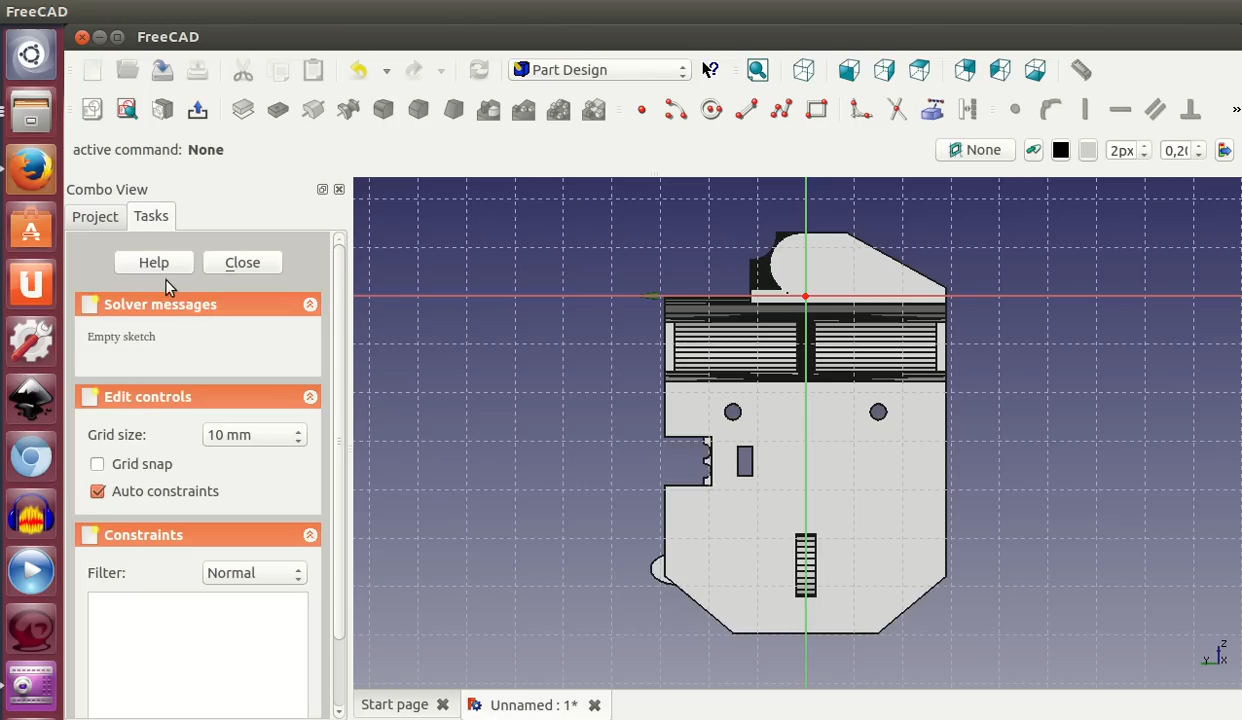 FreeCAD
FreeCAD
Part Design
active command: None
None
2px
0,20
Combo View
Project
Tasks
Help
Close
Solver messages
Empty sketch
Edit controls
Grid size:
10 mm
Grid snap
Auto constraints
Constraints
Filter:
Normal
Z
Y
X
Start page
Unnamed : 1*